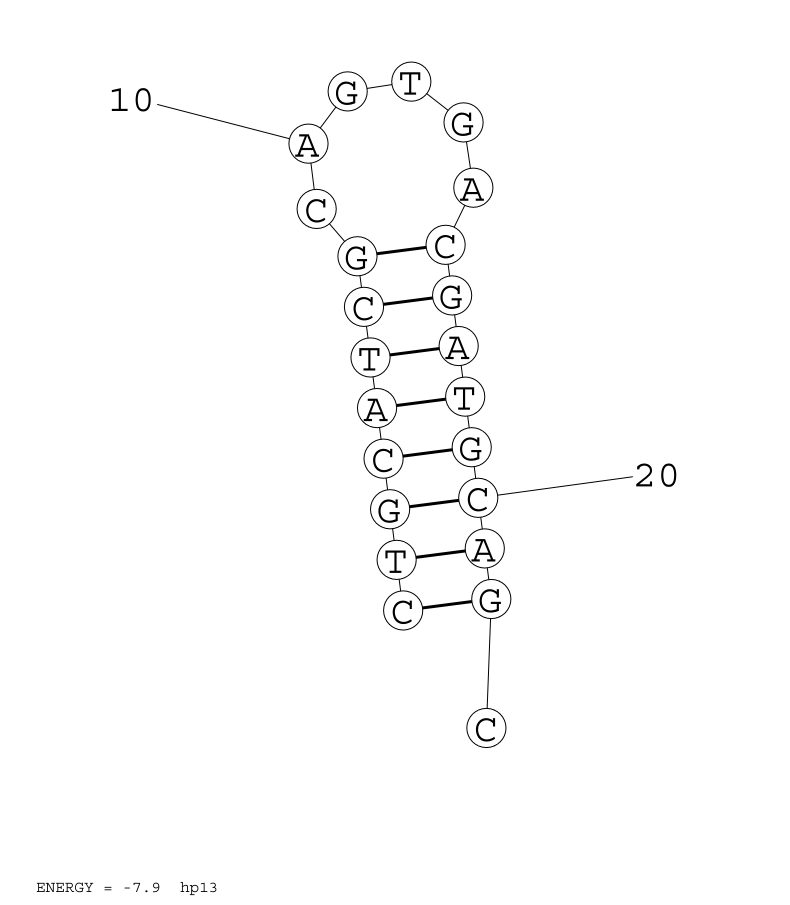 G T
10 A G
C A
G C
C G
T A
A T
C G
G C 20
T A
C G
C
ENERGY = -7.9 hp13